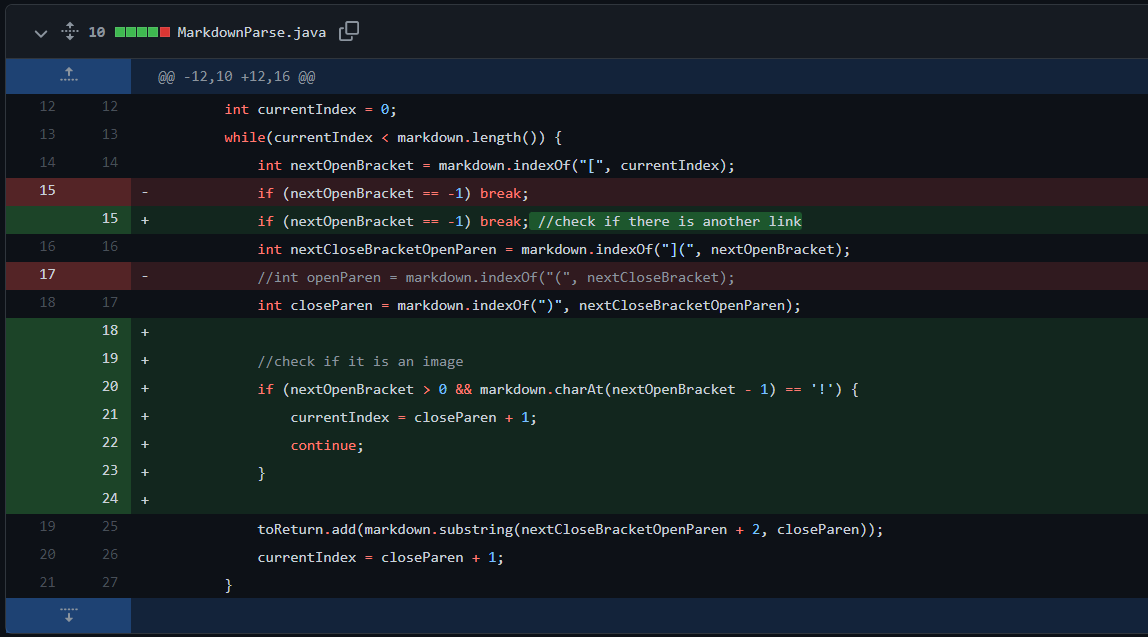 10 MarkdownParse.java
@@ -12,10 +12,16 @@
12 12 int currentIndex = 0;
13 13 while(currentIndex < markdown.length()) {
14 14 int nextOpenBracket = markdown.indexOf("[", currentIndex);
15 - if (nextOpenBracket == -1) break;
15 + if (nextOpenBracket == -1) break; //check if there is another link
16 16 int nextCloseBracketOpenParen = markdown.indexOf("](", nextOpenBracket);
17 - //int openParen = markdown.indexOf("(", nextCloseBracket);
18 17 int closeParen = markdown.indexOf(")", nextCloseBracketOpenParen);
18 +
19 + //check if it is an image
20 + if (nextOpenBracket > 0 && markdown.charAt(nextOpenBracket - 1) == '!') {
21 + currentIndex = closeParen + 1;
22 + continue;
23 + }
24 +
19 25 toReturn.add(markdown.substring(nextCloseBracketOpenParen + 2, closeParen));
20 26 currentIndex = closeParen + 1;
21 27 }